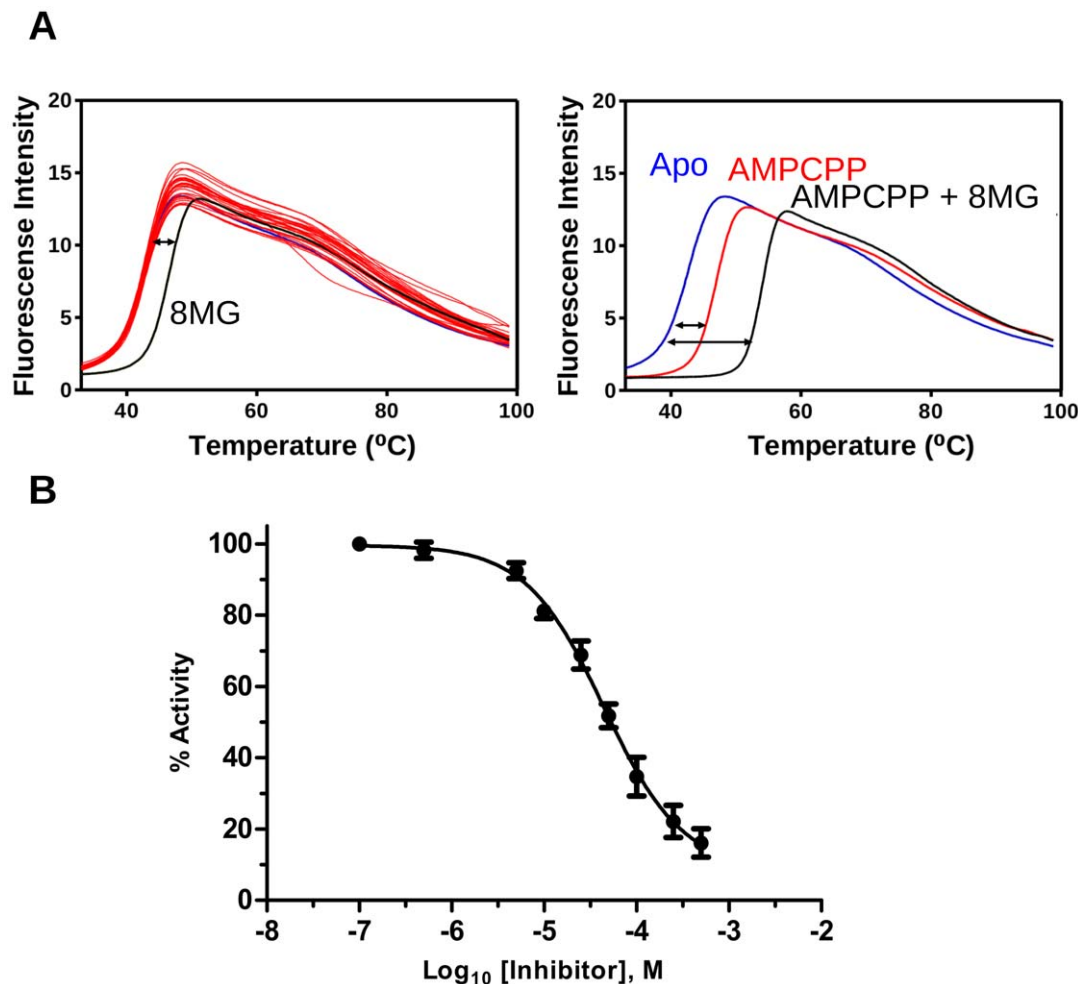 A
Fluorescense Intensity
20
15
10
5
0
8MG
40
60
80
100
Temperature (⁰C)
Fluorescense Intensity
20
15
10
5
0
Apo
AMPCPP
AMPCPP + 8MG
40
60
80
100
Temperature (⁰C)
B
% Activity
100
80
60
40
20
0
-8
-7
-6
-5
-4
-3
-2
Log₁₀ [Inhibitor], M